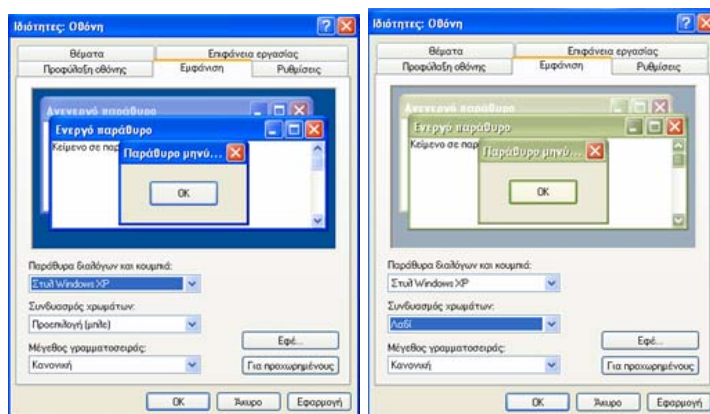 Ιδιότητες: Οθόνη
Θέματα Επιφάνεια εργασίας
Προφύλαξη οθόνης Εμφάνιση Ρυθμίσεις
Ανενεργό παράθυρο
Ενεργό παράθυρο
Κείμενο σε παρ
Παράθυρο μηνύ...
OK
Παράθυρα διαλόγων και κουμπιά:
Στυλ Windows XP
Συνδυασμός χρωμάτων:
Προεπιλογή (μπλε)
Εφέ...
Μέγεθος γραμματοσειράς:
Κανονική
Για προχωρημένους
OK Άκυρο Εφαρμογή
Ιδιότητες: Οθόνη
Θέματα Επιφάνεια εργασίας
Προφύλαξη οθόνης Εμφάνιση Ρυθμίσεις
Ανενεργό παράθυρο
Ενεργό παράθυρο
Κείμενο σε παρ
Παράθυρο μηνύ...
OK
Παράθυρα διαλόγων και κουμπιά:
Στυλ Windows XP
Συνδυασμός χρωμάτων:
Λαδί
Εφέ...
Μέγεθος γραμματοσειράς:
Κανονική
Για προχωρημένους
OK Άκυρο Εφαρμογή